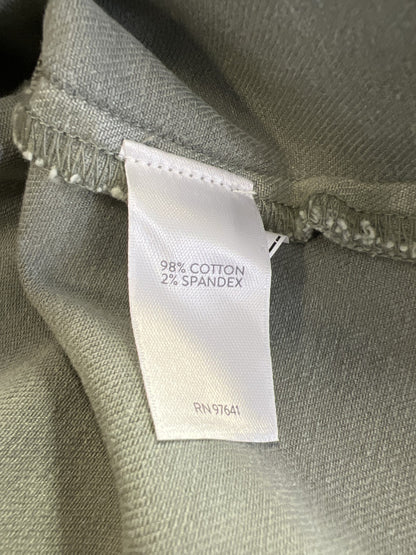 98% COTTON
2% SPANDEX
RN 97641